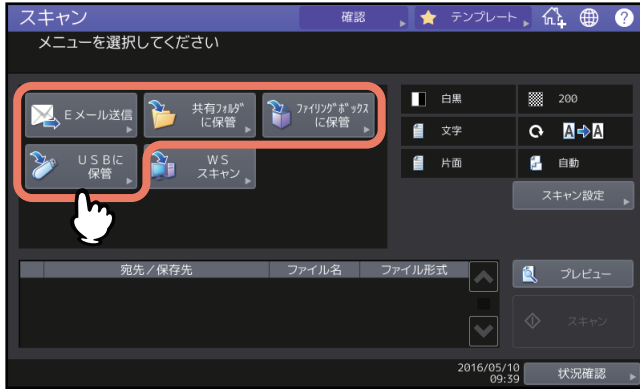 スキャン
確認
テンプレート
メニューを選択してください
Eメール送信
共有フォルダ
に保管
ファイリングボックス
に保管
USBに
保管
WS
スキャン
白黒
200
文字
A A
片面
自動
スキャン設定
宛先/保存先
ファイル名
ファイル形式
プレビュー
スキャン
2016/05/10
09:39
状況確認